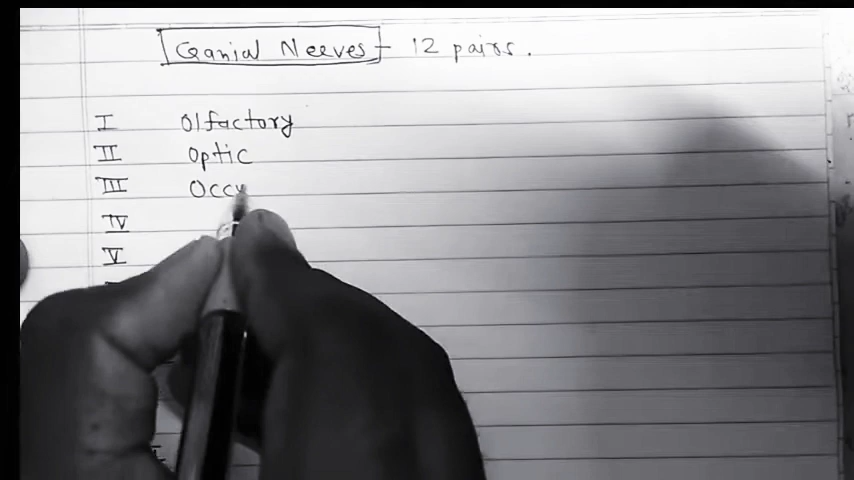 Cranial Neeves - 12 pairs.
I Olfactory
II Optic
III Occu
IV
V